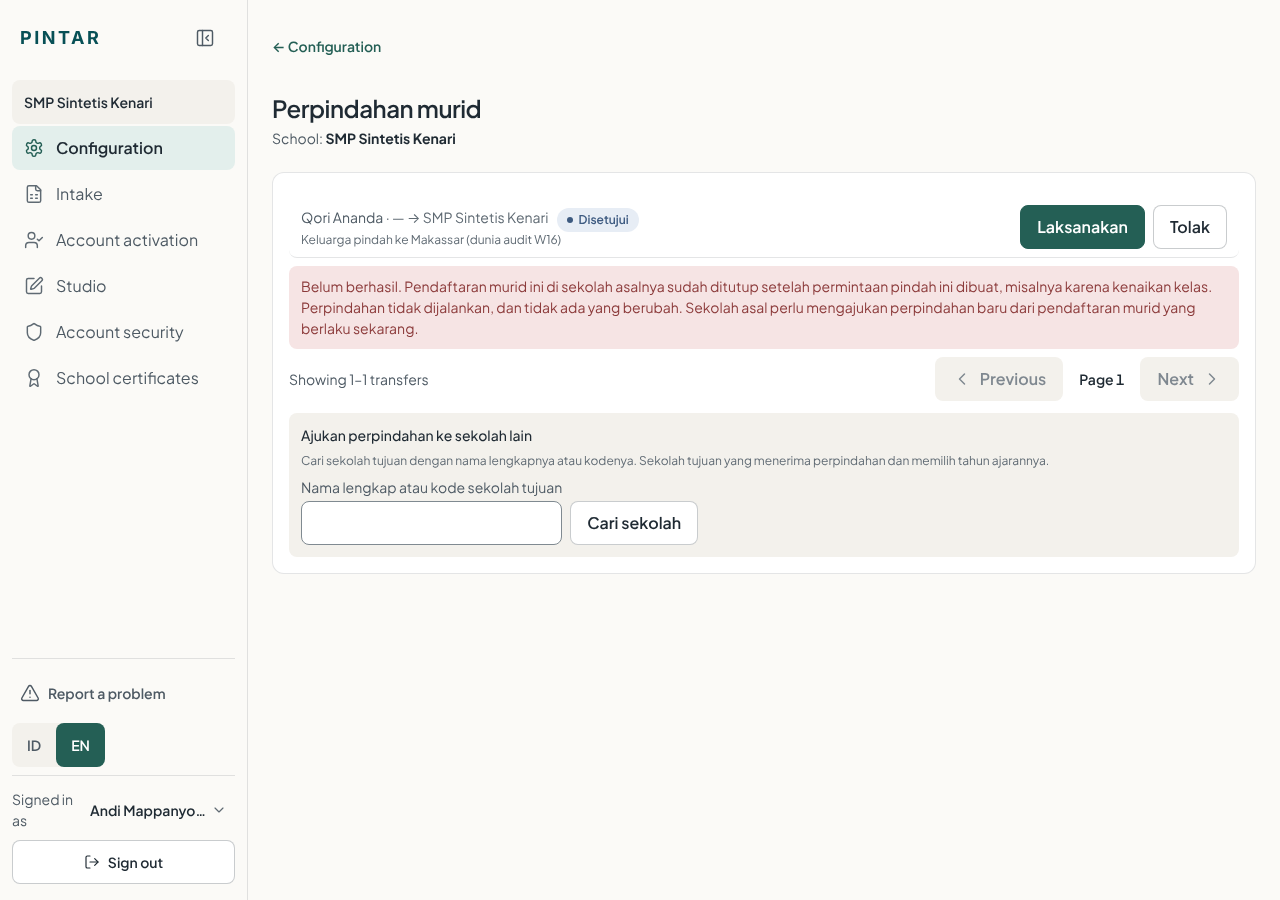 PINTAR
SMP Sintetis Kenari
Configuration
Intake
Account activation
Studio
Account security
School certificates
Report a problem
ID EN
Signed in as
Andi Mappanyo…
Sign out
← Configuration
Perpindahan murid
School: SMP Sintetis Kenari
Qori Ananda · — → SMP Sintetis Kenari Disetujui
Keluarga pindah ke Makassar (dunia audit W16)
Laksanakan Tolak
Belum berhasil. Pendaftaran murid ini di sekolah asalnya sudah ditutup setelah permintaan pindah ini dibuat, misalnya karena kenaikan kelas.
Perpindahan tidak dijalankan, dan tidak ada yang berubah. Sekolah asal perlu mengajukan perpindahan baru dari pendaftaran murid yang
berlaku sekarang.
Showing 1–1 transfers
Previous Page 1 Next
Ajukan perpindahan ke sekolah lain
Cari sekolah tujuan dengan nama lengkapnya atau kodenya. Sekolah tujuan yang menerima perpindahan dan memilih tahun ajarannya.
Nama lengkap atau kode sekolah tujuan
Cari sekolah